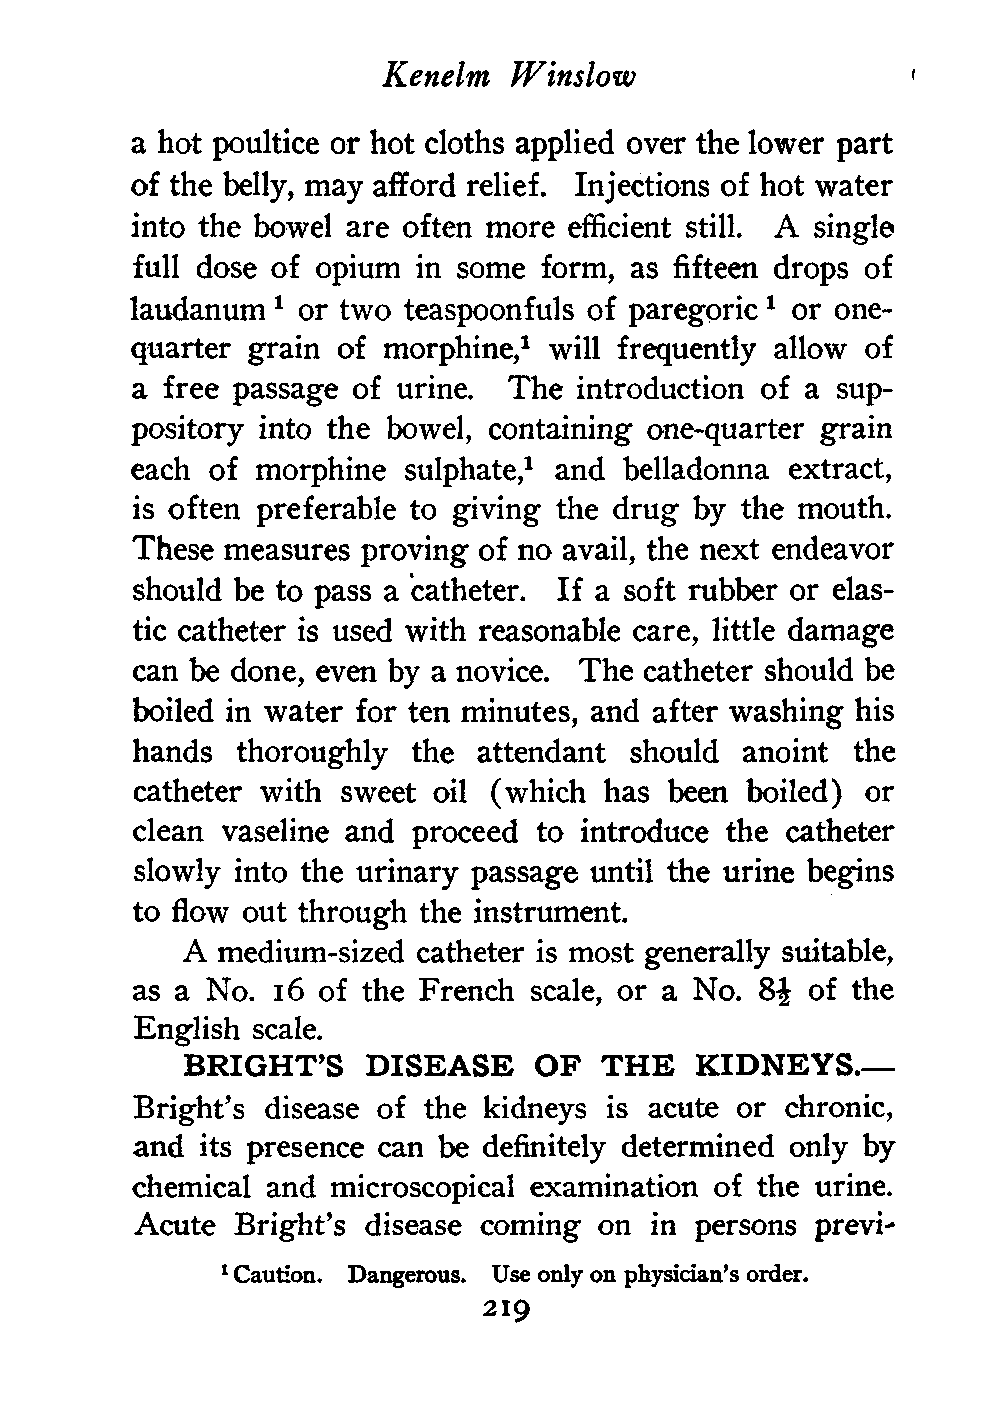 Kenelm Winslow
a hot poultice or hot cloths applied over the lower part
of the belly, may afford relief. Injections of hot water
into the bowel are often more efficient still. A single
full dose of opium in some form, as fifteen drops of
laudanum ¹ or two teaspoonfuls of paregoric ¹ or one-
quarter grain of morphine,¹ will frequently allow of
a free passage of urine. The introduction of a sup-
pository into the bowel, containing one-quarter grain
each of morphine sulphate,¹ and belladonna extract,
is often preferable to giving the drug by the mouth.
These measures proving of no avail, the next endeavor
should be to pass a catheter. If a soft rubber or elas-
tic catheter is used with reasonable care, little damage
can be done, even by a novice. The catheter should be
boiled in water for ten minutes, and after washing his
hands thoroughly the attendant should anoint the
catheter with sweet oil (which has been boiled) or
clean vaseline and proceed to introduce the catheter
slowly into the urinary passage until the urine begins
to flow out through the instrument.
A medium-sized catheter is most generally suitable,
as a No. 16 of the French scale, or a No. 8½ of the
English scale.
BRIGHT'S DISEASE OF THE KIDNEYS.—
Bright's disease of the kidneys is acute or chronic,
and its presence can be definitely determined only by
chemical and microscopical examination of the urine.
Acute Bright's disease coming on in persons previ-
¹ Caution. Dangerous. Use only on physician's order.
219